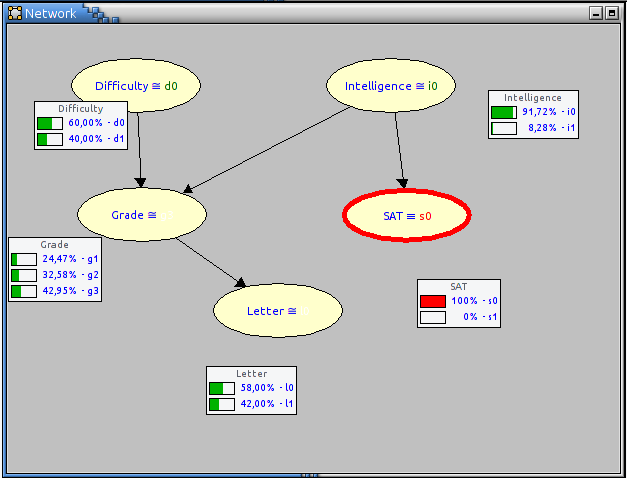 Network
Difficulty ≅ d0
Intelligence ≅ i0
Difficulty
60,00% - d0
40,00% - d1
Intelligence
91,72% - i0
8,28% - i1
Grade ≅
SAT ≡ s0
Grade
24,47% - g1
32,58% - g2
42,95% - g3
Letter ≅
SAT
100% - s0
0% - s1
Letter
58,00% - l0
42,00% - l1